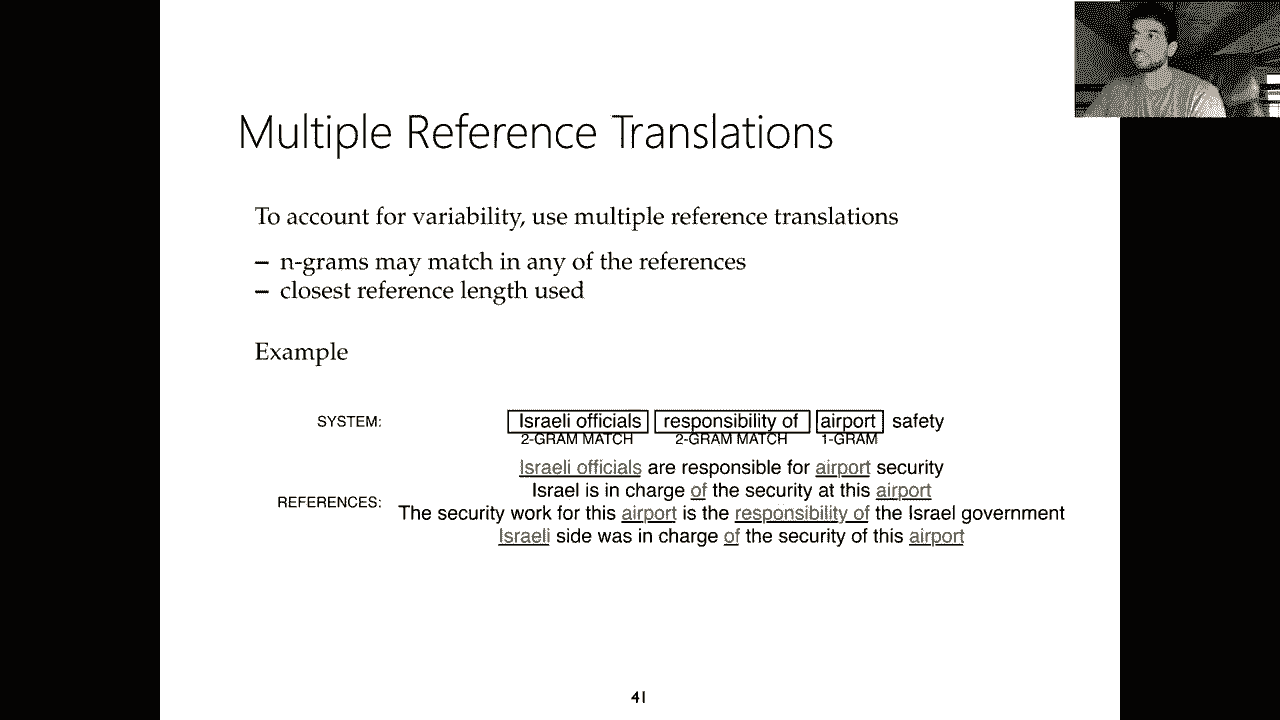 Multiple Reference Translations
To account for variability, use multiple reference translations
– n-grams may match in any of the references
– closest reference length used
Example
SYSTEM: Israeli officials responsibility of airport safety
2-GRAM MATCH 2-GRAM MATCH 1-GRAM
REFERENCES:
Israeli officials are responsible for airport security
Israel is in charge of the security at this airport
The security work for this airport is the responsibility of the Israel government
Israeli side was in charge of the security of this airport
41